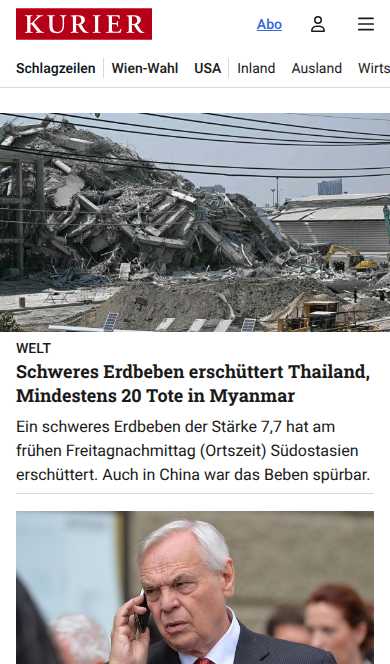 KURIER
Abo
Schlagzeilen Wien-Wahl USA Inland Ausland Wirts
WELT
Schweres Erdbeben erschüttert Thailand,
Mindestens 20 Tote in Myanmar
Ein schweres Erdbeben der Stärke 7,7 hat am
frühen Freitagnachmittag (Ortszeit) Südostasien
erschüttert. Auch in China war das Beben spürbar.